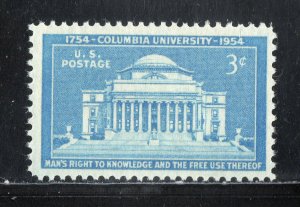 1754-COLUMBIA UNIVERSITY-1954
U.S.
POSTAGE
3¢
MAN'S RIGHT TO KNOWLEDGE AND THE FREE USE THEREOF